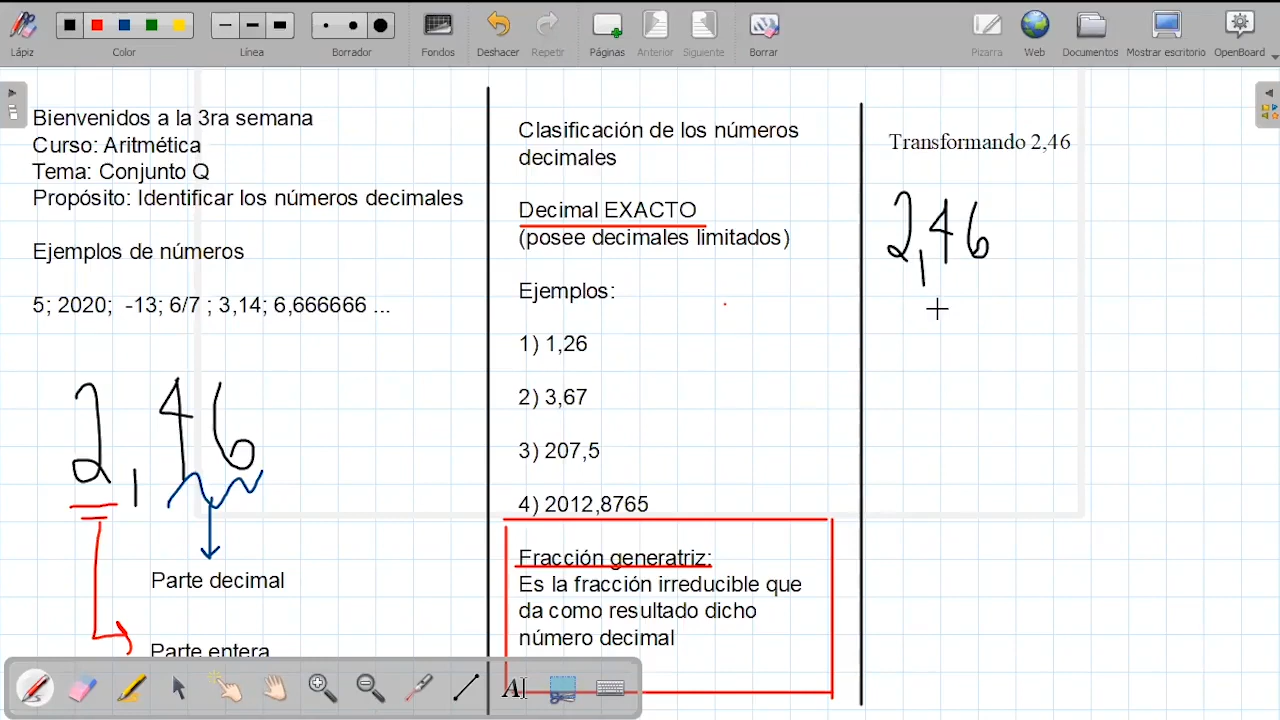 Lápiz
Color
Línea
Borrador
Fondos
Deshacer
Repetir
Páginas
Anterior
Siguiente
Borrar
Pizarra
Web
Documentos
Mostrar escritorio
OpenBoard
Bienvenidos a la 3ra semana
Curso: Aritmética
Tema: Conjunto Q
Propósito: Identificar los números decimales
Ejemplos de números
5; 2020; -13; 6/7 ; 3,14; 6,666666 ...
2,46
Parte decimal
Parte entera
Clasificación de los números
decimales
Decimal EXACTO
(posee decimales limitados)
Ejemplos:
1) 1,26
2) 3,67
3) 207,5
4) 2012,8765
Fracción generatriz:
Es la fracción irreducible que
da como resultado dicho
número decimal
Transformando 2,46
2,46